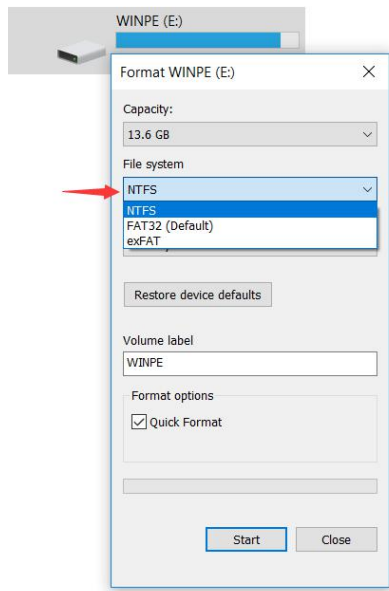 WINPE (E:)
Format WINPE (E:)
Capacity:
13.6 GB
File system
NTFS
NTFS
FAT32 (Default)
exFAT
Restore device defaults
Volume label
WINPE
Format options
Quick Format
Start Close